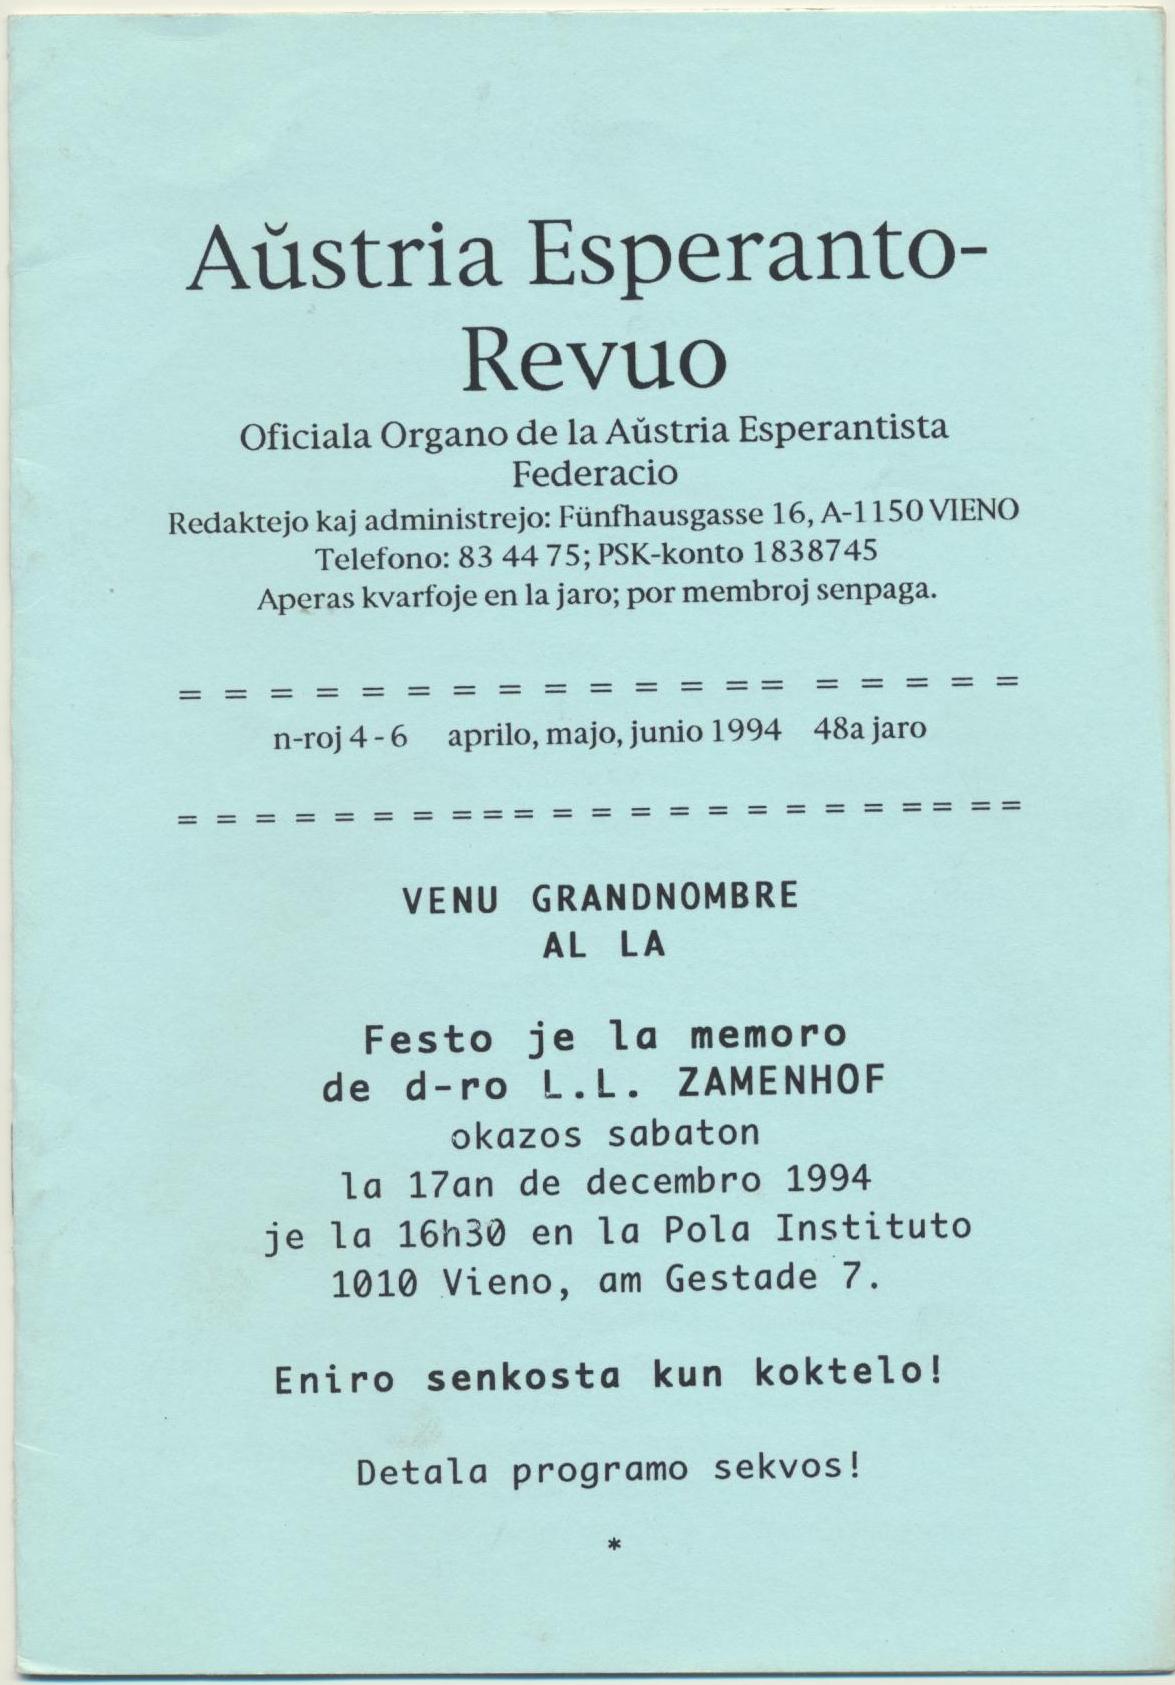 Aŭstria Esperanto-
Revuo
Oficiala Organo de la Aŭstria Esperantista
Federacio
Redaktejo kaj administrejo: Fünfhausgasse 16, A-1150 VIENO
Telefono: 83 44 75; PSK-konto 1838745
Aperas kvarfoje en la jaro; por membroj senpaga.
= = = = = = = = = = = = = = = = = = =
n-roj 4 - 6 aprilo, majo, junio 1994 48a jaro
= = = = = = = = = = = = = = = = = = = = = = =
VENU GRANDNOMBRE
AL LA
Festo je la memoro
de d-ro L.L. ZAMENHOF
okazos sabaton
la 17an de decembro 1994
je la 16h30 en la Pola Instituto
1010 Vieno, am Gestade 7.
Eniro senkosta kun koktelo!
Detala programo sekvos!
*